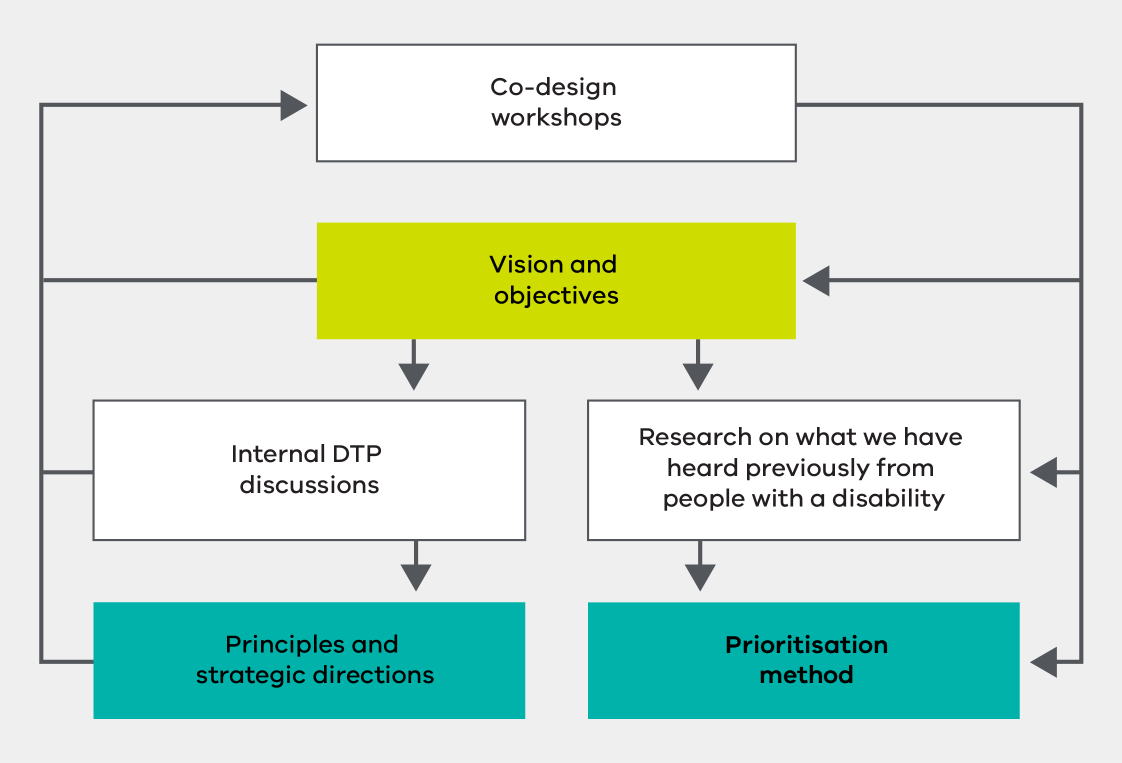 Co-design
workshops
Vision and
objectives
Internal DTP
discussions
Research on what we have
heard previously from
people with a disability
Principles and
strategic directions
Prioritisation
method